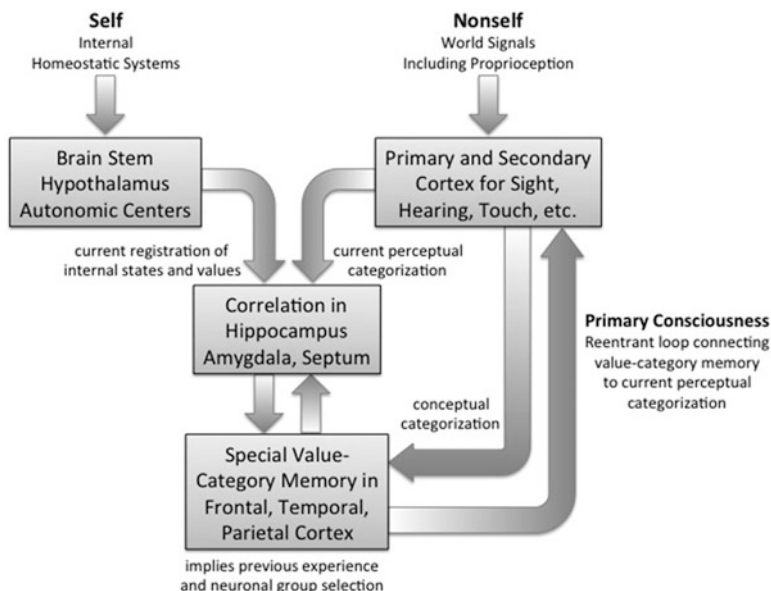 Self
Internal
Homeostatic Systems
Nonself
World Signals
Including Proprioception
Brain Stem
Hypothalamus
Autonomic Centers
Primary and Secondary
Cortex for Sight,
Hearing, Touch, etc.
current registration of
internal states and values
current perceptual
categorization
Correlation in
Hippocampus
Amygdala, Septum
Primary Consciousness
Reentrant loop connecting
value-category memory
to current perceptual
categorization
conceptual
categorization
Special Value-
Category Memory in
Frontal, Temporal,
Parietal Cortex
implies previous experience
and neuronal group selection